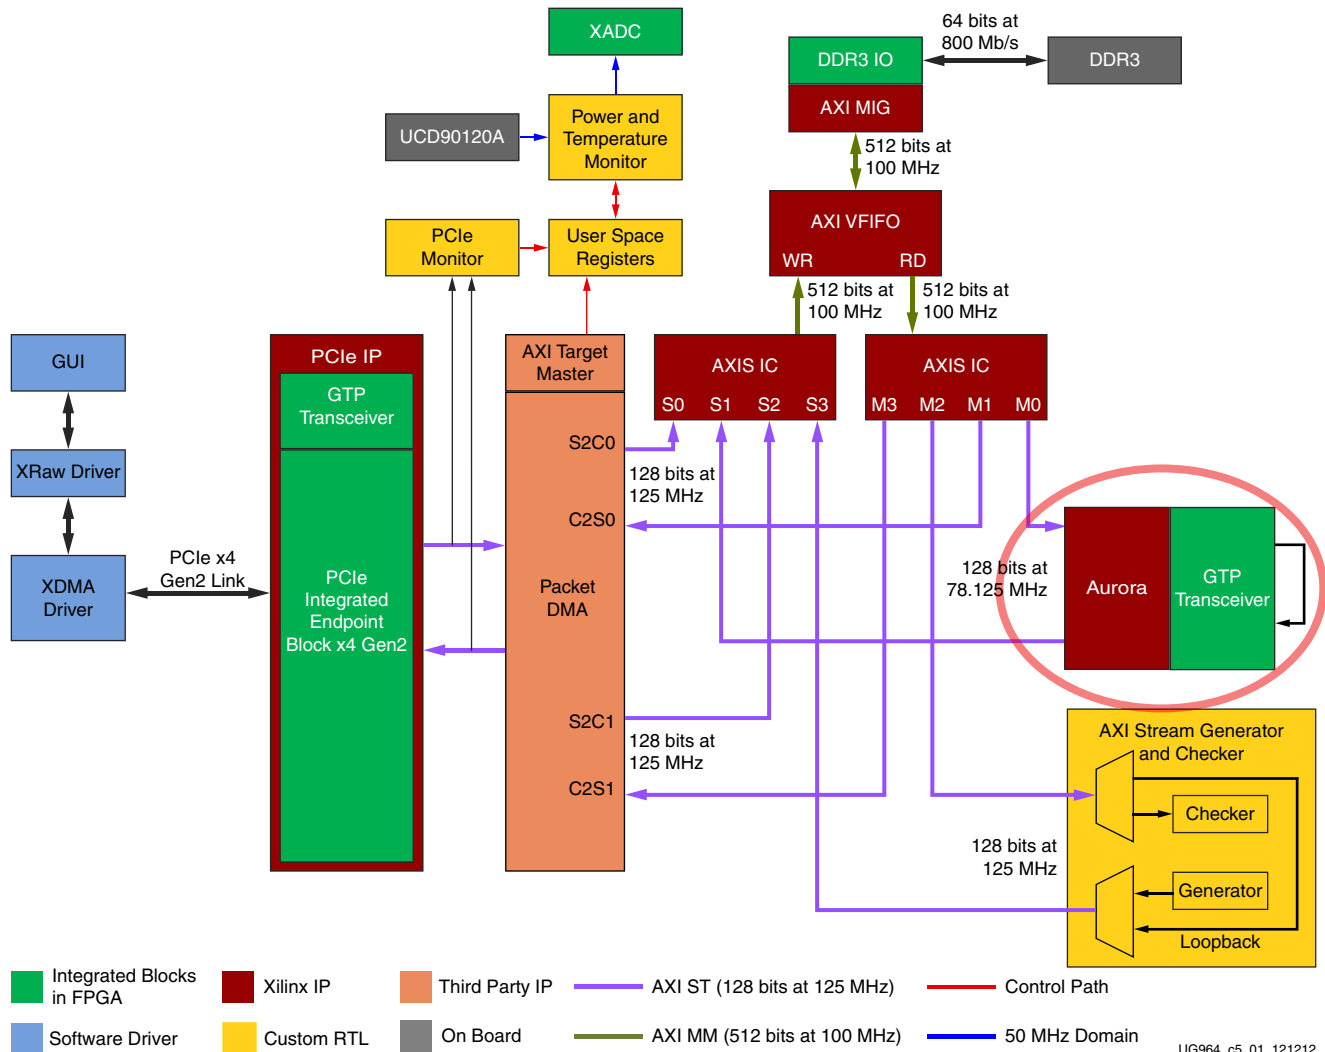 XADC
64 bits at
800 Mb/s
DDR3 IO
DDR3
AXI MIG
Power and
Temperature
Monitor
UCD90120A
512 bits at
100 MHz
PCIe
Monitor
User Space
Registers
AXI VFIFO
WR
RD
512 bits at
100 MHz
512 bits at
100 MHz
GUI
XRaw Driver
XDMA
Driver
PCIe x4
Gen2 Link
PCIe IP
GTP
Transceiver
PCIe
Integrated
Endpoint
Block x4 Gen2
AXI Target
Master
S2C0
C2S0
Packet
DMA
S2C1
C2S1
AXIS IC
S0 S1 S2 S3
AXIS IC
M3 M2 M1 M0
128 bits at
125 MHz
128 bits at
78.125 MHz
Aurora
GTP
Transceiver
128 bits at
125 MHz
AXI Stream Generator
and Checker
Checker
128 bits at
125 MHz
Generator
Loopback
Integrated Blocks
in FPGA
Xilinx IP
Third Party IP
AXI ST (128 bits at 125 MHz)
Control Path
Software Driver
Custom RTL
On Board
AXI MM (512 bits at 100 MHz)
50 MHz Domain
UG964_c5_01_121212